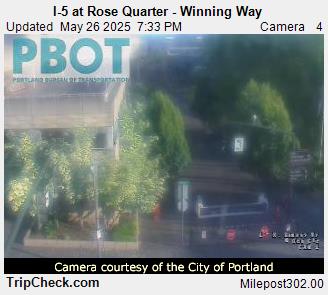 I-5 at Rose Quarter - Winning Way
Updated May 26 2025 7:33 PM Camera 4
PBOT
PORTLAND BUREAU OF TRANSPORTATION
Camera courtesy of the City of Portland
TripCheck.com Milepost302.00